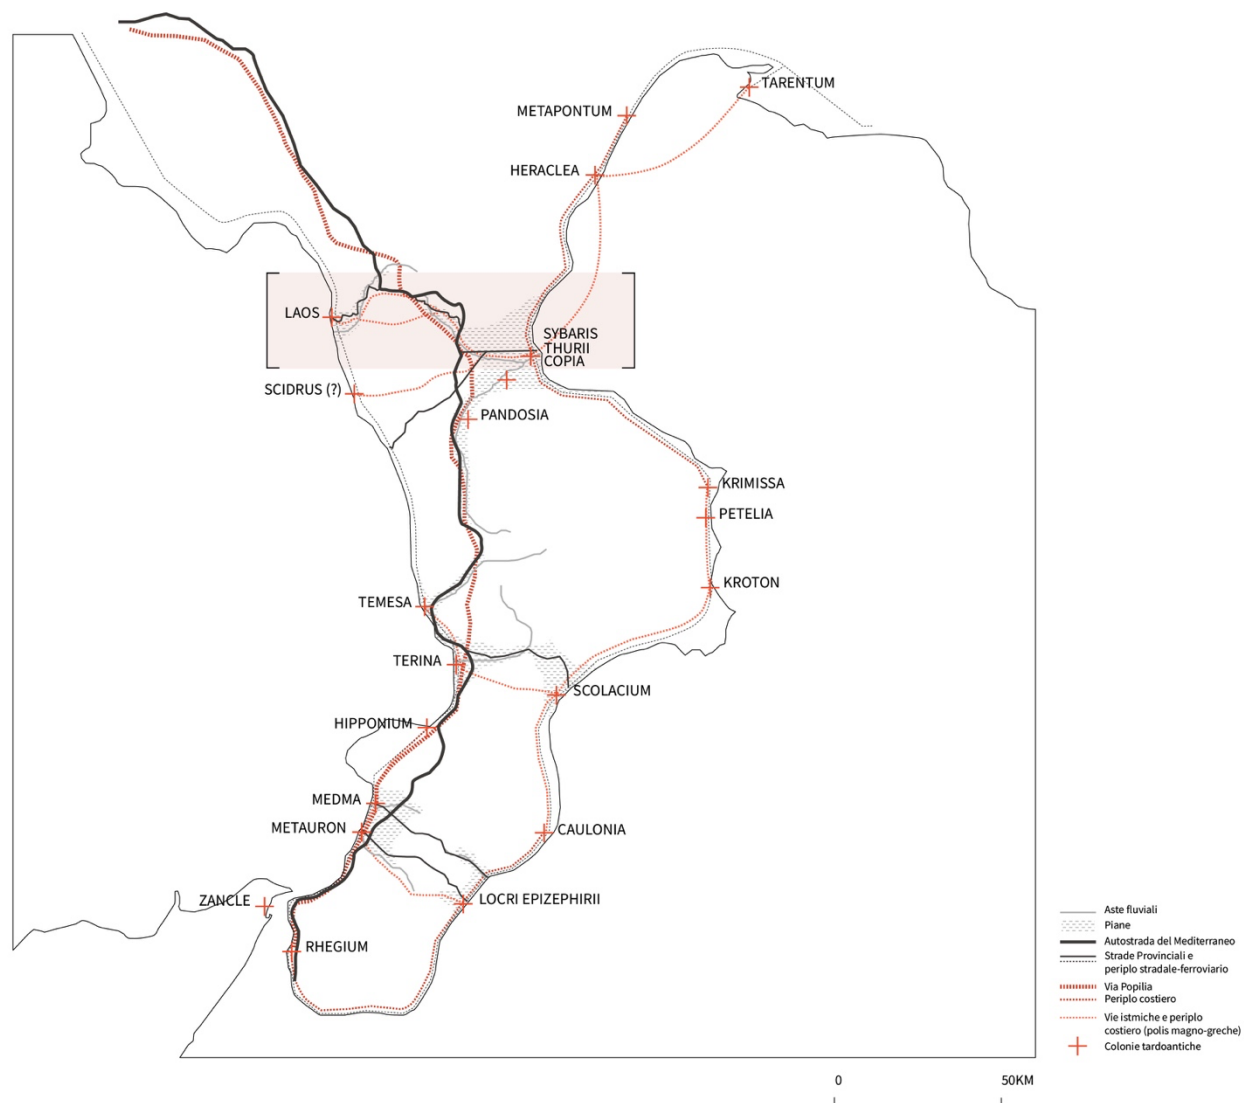 TARENTUM
METAPONTUM
HERACLEA
LAOS
SYBARIS
THURII
COPIA
SCIDRUS (?)
PANDOSIA
KRIMISSA
PETELIA
KROTON
TEMESA
TERINA
SCOLACIUM
HIPPONIUM
MEDMA
METAURON
CAULONIA
ZANCLE
LOCRI EPIZEPHIRII
RHEGIUM
Aste fluviali
Piane
Autostrada del Mediterraneo
Strade Provinciali e
periplo stradale-ferroviario
Via Popilia
Periplo costiero
Vie istmiche e periplo
costiero (polis magno-greche)
Colonie tardoantiche
0 50KM